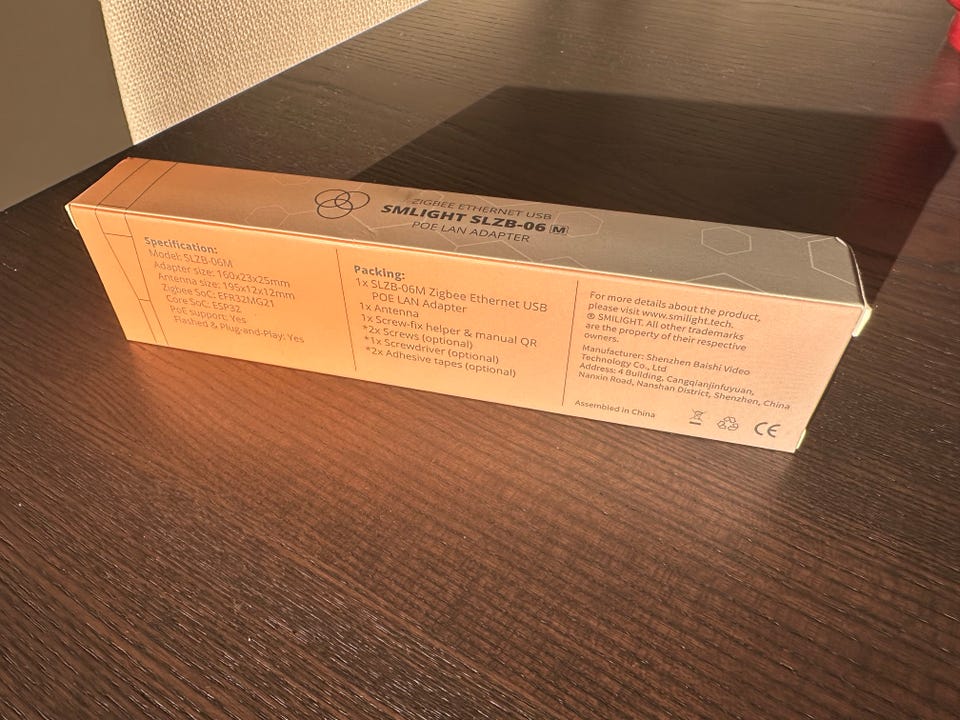 ZIGBEE ETHERNET USB
SMLIGHT SLZB-06 M
POE LAN ADAPTER
Specification:
Model: SLZB-06M
Adapter size: 160x23x25mm
Antenna size: 195x12x12mm
Zigbee SoC: EFR32MG21
Core SoC: ESP32
PoE support: Yes
Flashed & Plug-and-Play: Yes
Packing:
1x SLZB-06M Zigbee Ethernet USB
POE LAN Adapter
1x Antenna
1x Screw-fix helper & manual QR
*2x Screws (optional)
*1x Screwdriver (optional)
*2x Adhesive tapes (optional)
For more details about the product,
please visit www.smlight.tech.
® SMLIGHT. All other trademarks
are the property of their respective
owners.
Manufacturer: Shenzhen Baishi Video
Technology Co., Ltd
Address: 4 Building, Cangqianjinfuyuan,
Nanxin Road, Nanshan District, Shenzhen, China
Assembled in China
CE